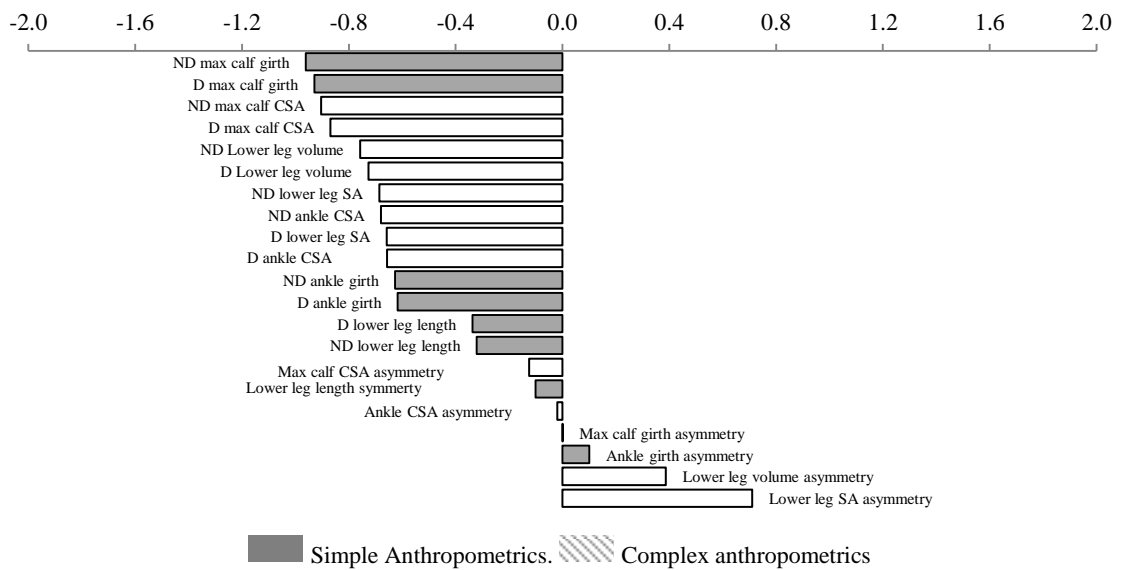 -2.0 -1.6 -1.2 -0.8 -0.4 0.0 0.4 0.8 1.2 1.6 2.0
ND max calf girth
D max calf girth
ND max calf CSA
D max calf CSA
ND Lower leg volume
D Lower leg volume
ND lower leg SA
ND ankle CSA
D lower leg SA
D ankle CSA
ND ankle girth
D ankle girth
D lower leg length
ND lower leg length
Max calf CSA asymmetry
Lower leg length symmerty
Ankle CSA asymmetry
Max calf girth asymmetry
Ankle girth asymmetry
Lower leg volume asymmetry
Lower leg SA asymmetry
Simple Anthropometrics. Complex anthropometrics